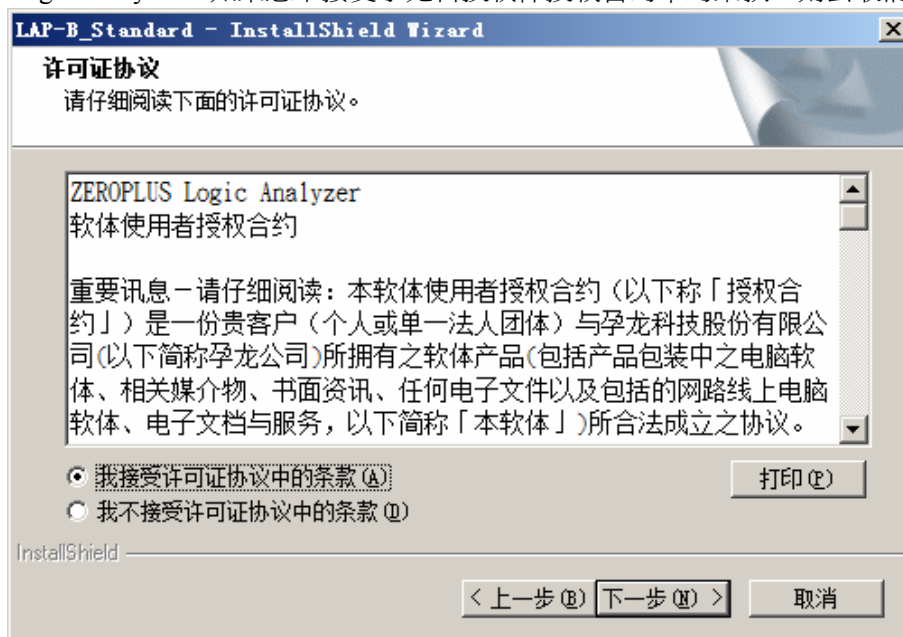 LAP-B_Standard - InstallShield Wizard
许可证协议
请仔细阅读下面的许可证协议。
ZEROPLUS Logic Analyzer
软体使用者授权合约
重要讯息－请仔细阅读：本软体使用者授权合约（以下称「授权合
约」）是一份贵客户（个人或单一法人团体）与孕龙科技股份有限公
司(以下简称孕龙公司)所拥有之软体产品(包括产品包装中之电脑软
体、相关媒介物、书面资讯、任何电子文件以及包括的网路线上电脑
软体、电子文档与服务，以下简称「本软体」)所合法成立之协议。
我接受许可证协议中的条款(A)
打印(P)
我不接受许可证协议中的条款(D)
InstallShield
< 上一步(B)
下一步(N) >
取消